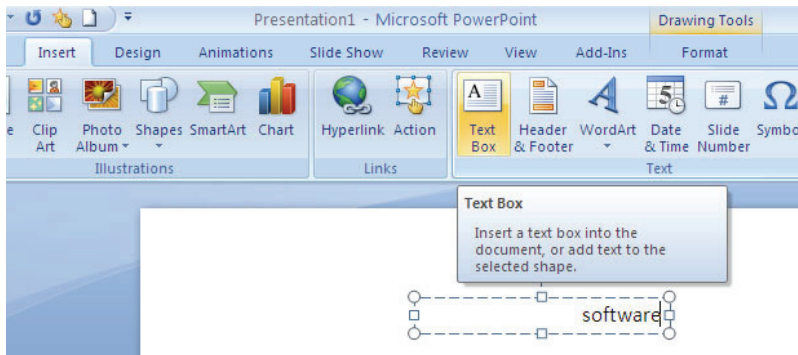 Presentation1 - Microsoft PowerPoint
Drawing Tools
Insert Design Animations Slide Show Review View Add-Ins Format
Clip Art
Photo Album
Shapes
SmartArt
Chart
Hyperlink
Action
Text Box
Header & Footer
WordArt
Date & Time
Slide Number
Illustrations
Links
Text
Text Box
Insert a text box into the
document, or add text to the
selected shape.
software